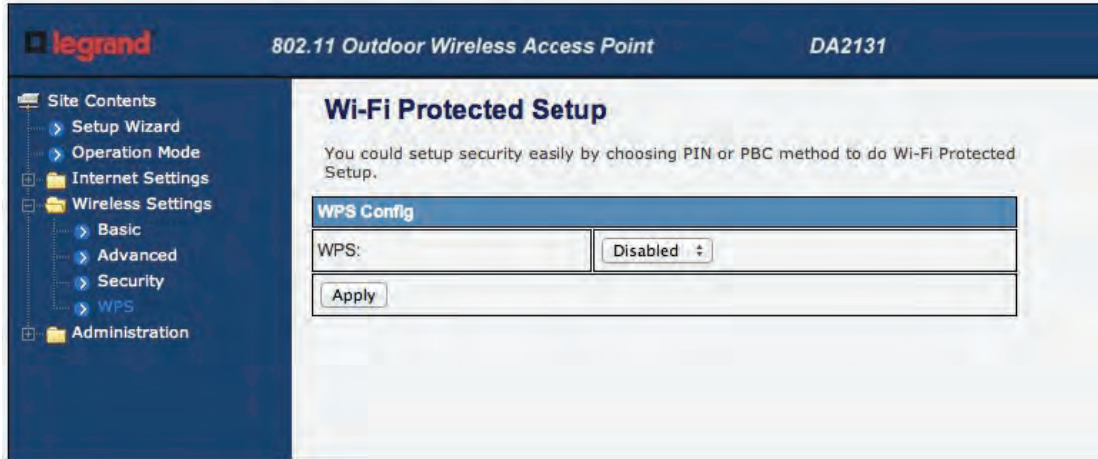 legrand
802.11 Outdoor Wireless Access Point
DA2131
Site Contents
Setup Wizard
Operation Mode
Internet Settings
Wireless Settings
Basic
Advanced
Security
WPS
Administration
Wi-Fi Protected Setup
You could setup security easily by choosing PIN or PBC method to do Wi-Fi Protected
Setup.
WPS Config
WPS:
Disabled
Apply